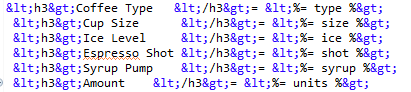 &lt;h3&gt;Coffee Type   &lt;/h3&gt;= &lt;%= type %&gt;
&lt;h3&gt;Cup Size      &lt;/h3&gt;= &lt;%= size %&gt;
&lt;h3&gt;Ice Level     &lt;/h3&gt;= &lt;%= ice %&gt;
&lt;h3&gt;Espresso Shot &lt;/h3&gt;= &lt;%= shot %&gt;
&lt;h3&gt;Syrup Pump    &lt;/h3&gt;= &lt;%= syrup %&gt;
&lt;h3&gt;Amount    &lt;/h3&gt;= &lt;%= units %&gt;